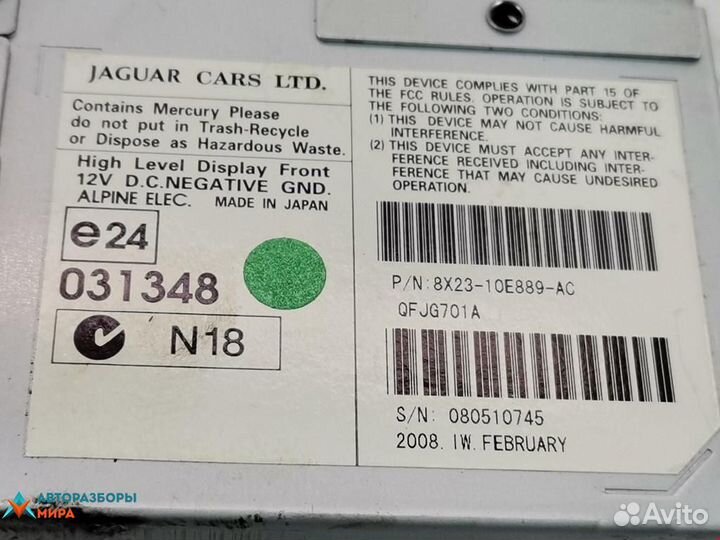 JAGUAR CARS LTD.
Contains Mercury Please
do not put in Trash-Recycle
or Dispose as Hazardous Waste.
High Level Display Front
12V D.C.NEGATIVE GND.
ALPINE ELEC. MADE IN JAPAN
e24
031348
N18
THIS DEVICE COMPLIES WITH PART 15 OF
THE FCC RULES. OPERATION IS SUBJECT TO
THE FOLLOWING TWO CONDITIONS:
(1) THIS DEVICE MAY NOT CAUSE HARMFUL
INTERFERENCE.
(2) THIS DEVICE MUST ACCEPT ANY INTER-
FERENCE RECEIVED INCLUDING INTER-
FERENCE THAT MAY CAUSE UNDESIRED
OPERATION.
P/N:8X23-10E889-AC
QFJG701A
S/N: 080510745
2008. IW. FEBRUARY
АВТОРАЗБОРЫ
МИРА
Avito